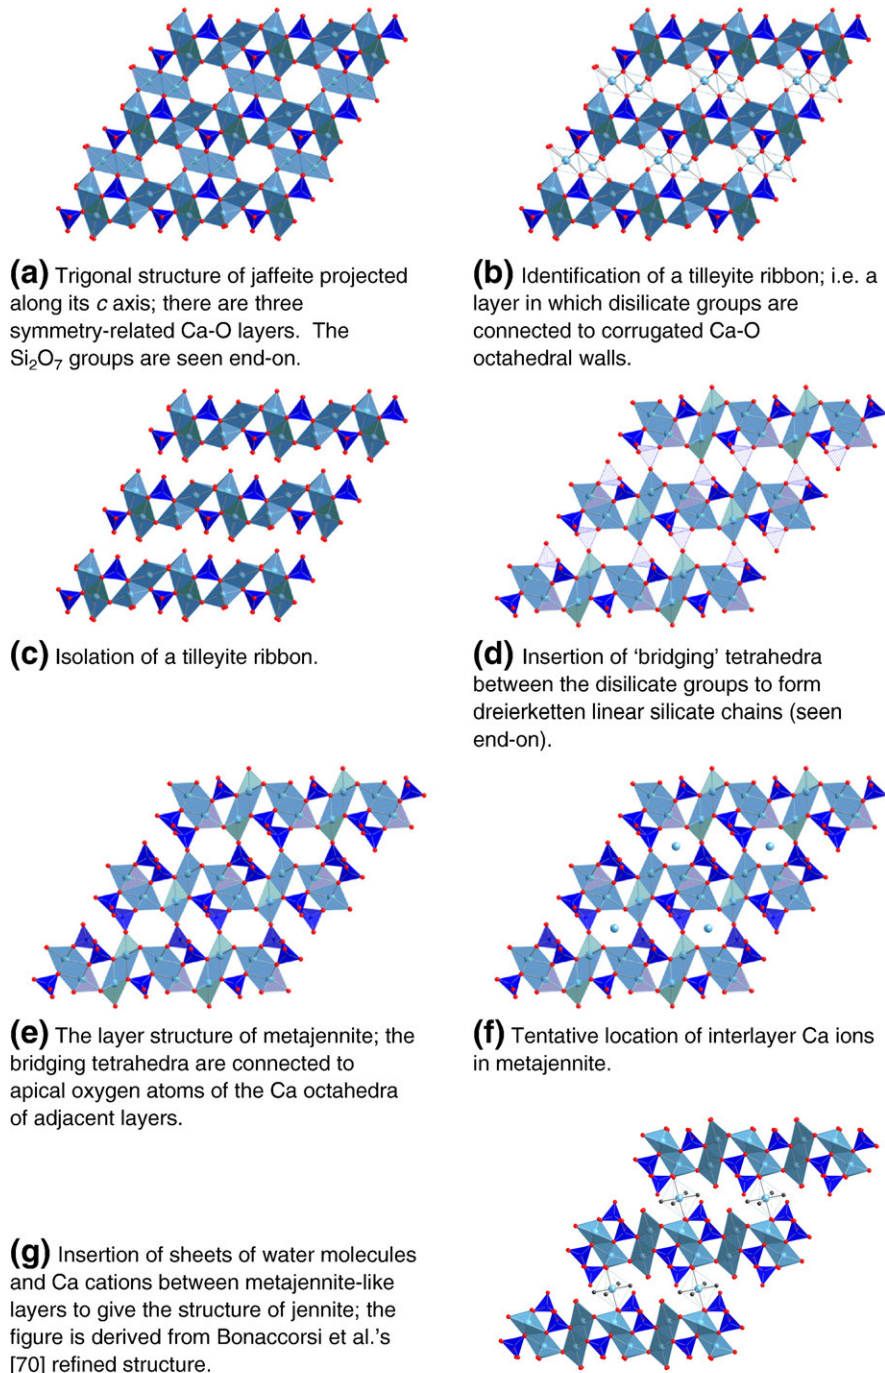 (a) Trigonal structure of jaffeite projected
along its c axis; there are three
symmetry-related Ca-O layers. The
Si₂O₇ groups are seen end-on.
(b) Identification of a tilleyite ribbon; i.e. a
layer in which disilicate groups are
connected to corrugated Ca-O
octahedral walls.
(c) Isolation of a tilleyite ribbon.
(d) Insertion of ‘bridging’ tetrahedra
between the disilicate groups to form
dreierketten linear silicate chains (seen
end-on).
(e) The layer structure of metajennite; the
bridging tetrahedra are connected to
apical oxygen atoms of the Ca octahedra
of adjacent layers.
(f) Tentative location of interlayer Ca ions
in metajennite.
(g) Insertion of sheets of water molecules
and Ca cations between metajennite-like
layers to give the structure of jennite; the
figure is derived from Bonaccorsi et al.'s
[70] refined structure.